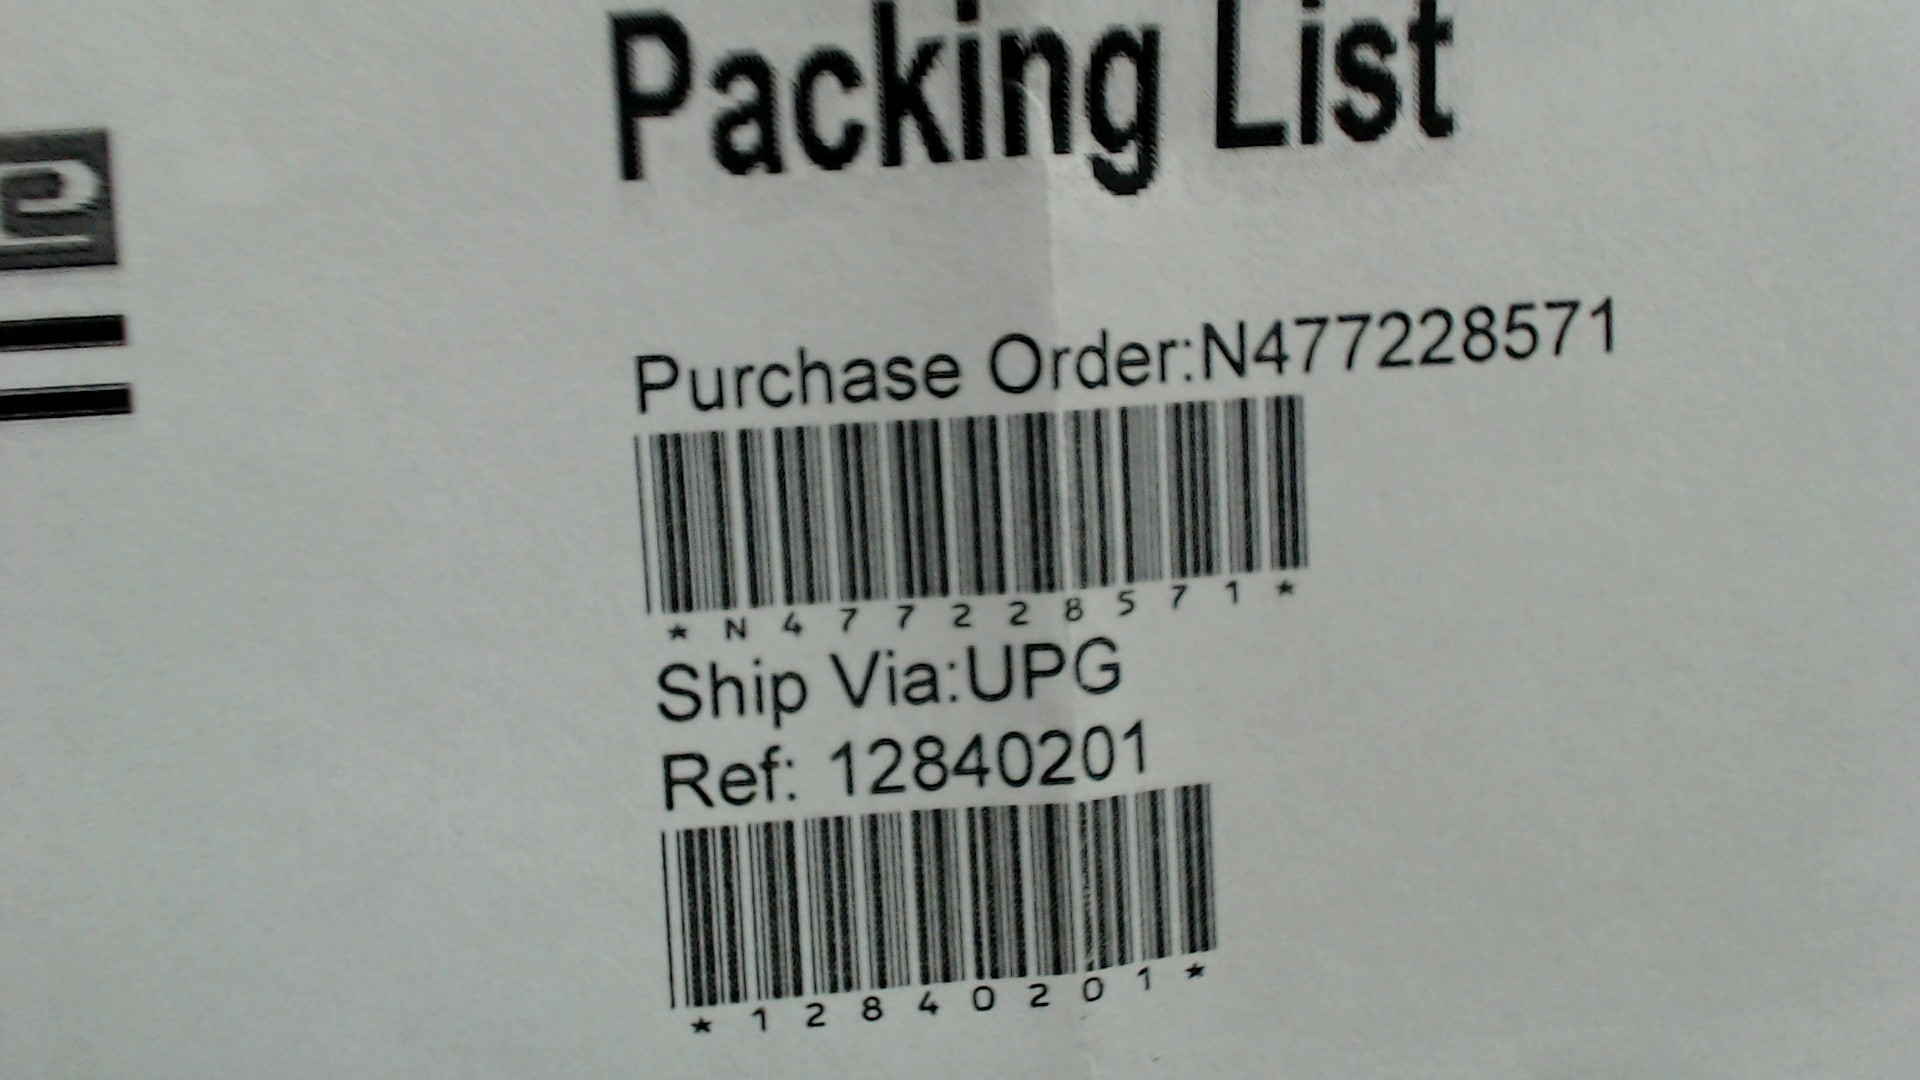 Packing List
e
Purchase Order:N477228571
*N477228571*
Ship Via:UPG
Ref: 12840201
*12840201*